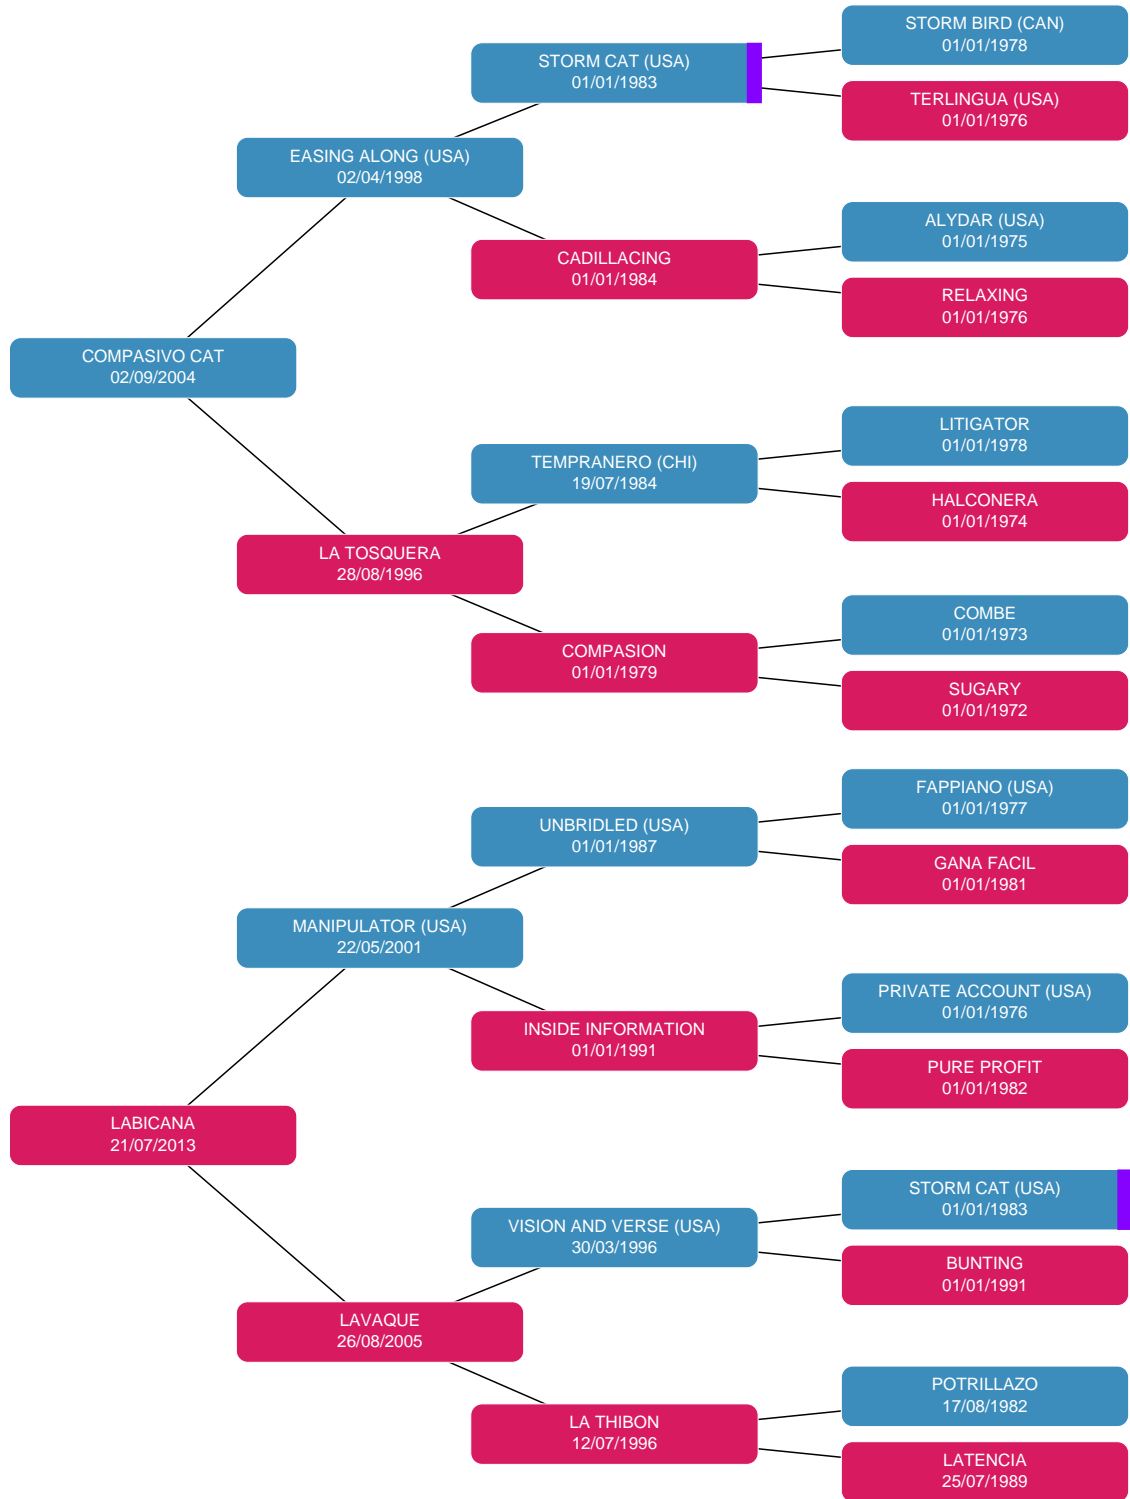 STORM BIRD (CAN)
01/01/1978
STORM CAT (USA)
01/01/1983
TERLINGUA (USA)
01/01/1976
EASING ALONG (USA)
02/04/1998
ALYDAR (USA)
01/01/1975
CADILLACING
01/01/1984
RELAXING
01/01/1976
COMPASIVO CAT
02/09/2004
LITIGATOR
01/01/1978
TEMPRANERO (CHI)
19/07/1984
HALCONERA
01/01/1974
LA TOSQUERA
28/08/1996
COMBE
01/01/1973
COMPASION
01/01/1979
SUGARY
01/01/1972
FAPPIANO (USA)
01/01/1977
UNBRIDLED (USA)
01/01/1987
GANA FACIL
01/01/1981
MANIPULATOR (USA)
22/05/2001
PRIVATE ACCOUNT (USA)
01/01/1976
INSIDE INFORMATION
01/01/1991
PURE PROFIT
01/01/1982
LABICANA
21/07/2013
STORM CAT (USA)
01/01/1983
VISION AND VERSE (USA)
30/03/1996
BUNTING
01/01/1991
LAVAQUE
26/08/2005
POTRILLAZO
17/08/1982
LA THIBON
12/07/1996
LATENCIA
25/07/1989